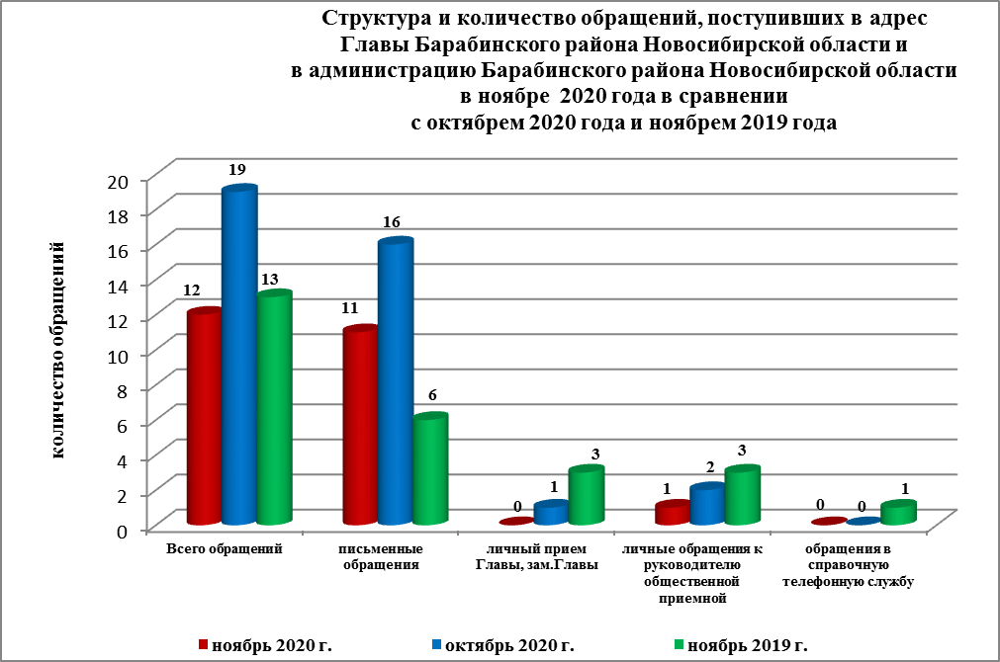 Структура и количество обращений, поступивших в адрес
Главы Барабинского района Новосибирской области и
в администрацию Барабинского района Новосибирской области
в ноябре 2020 года в сравнении
с октябрем 2020 года и ноябрем 2019 года
количество обращений
20
18
16
14
12
10
8
6
4
2
0
12
19
13
11
16
6
0
1
3
1
2
3
0
0
1
Всего обращений
письменные
обращения
личный прием
Главы, зам.Главы
личные обращения к
руководителю
общественной
приемной
обращения в
справочную
телефонную службу
ноябрь 2020 г.
октябрь 2020 г.
ноябрь 2019 г.